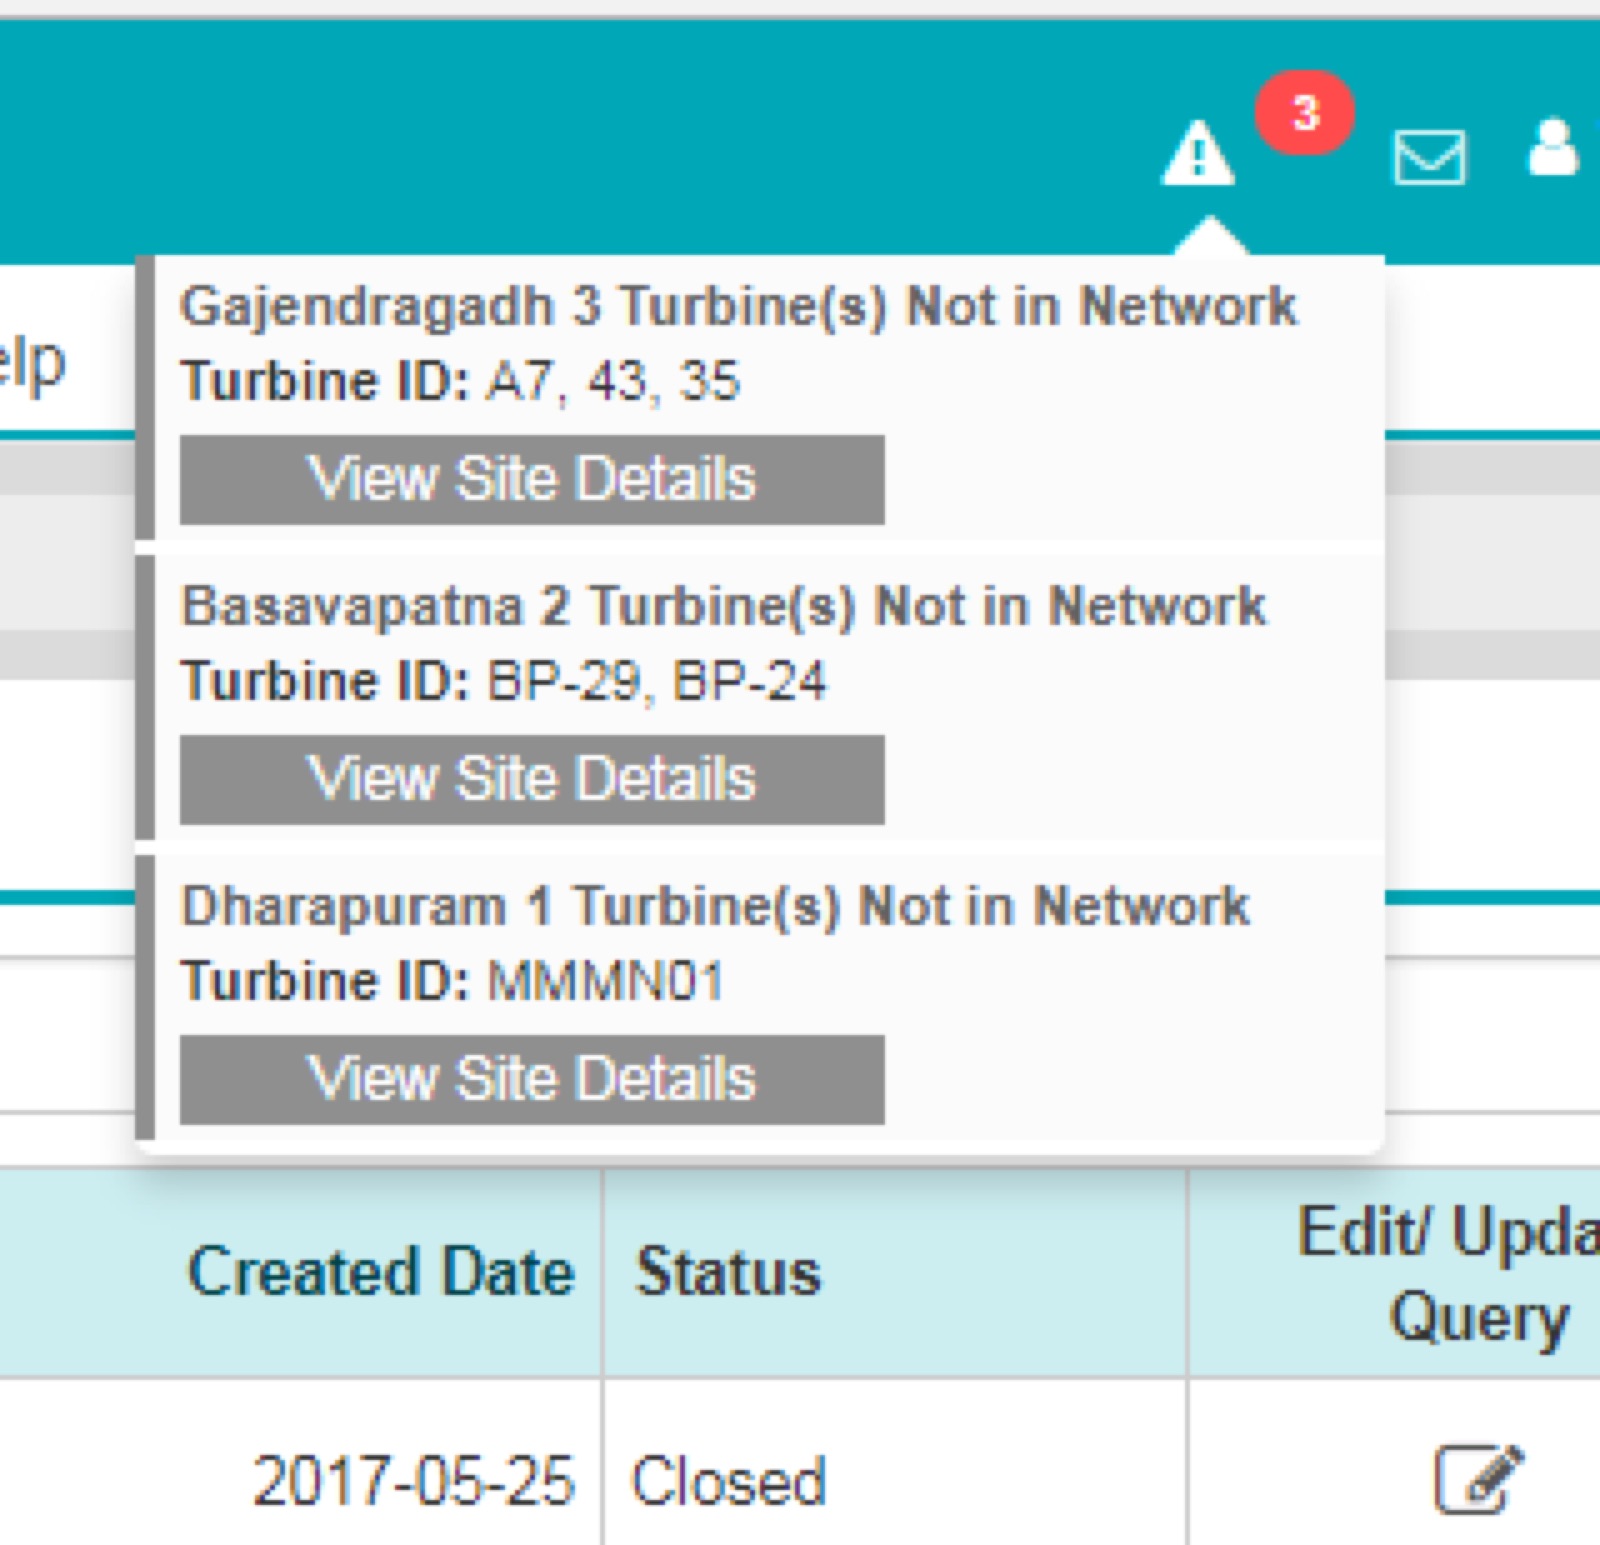 3
Gajendragadh 3 Turbine(s) Not in Network
elp
Turbine ID: A7, 43, 35
View Site Details
Basavapatna 2 Turbine(s) Not in Network
Turbine ID: BP-29, BP-24
View Site Details
Dharapuram 1 Turbine(s) Not in Network
Turbine ID: MMMN01
View Site Details
Created Date
Status
Edit/ Upda
Query
2017-05-25
Closed